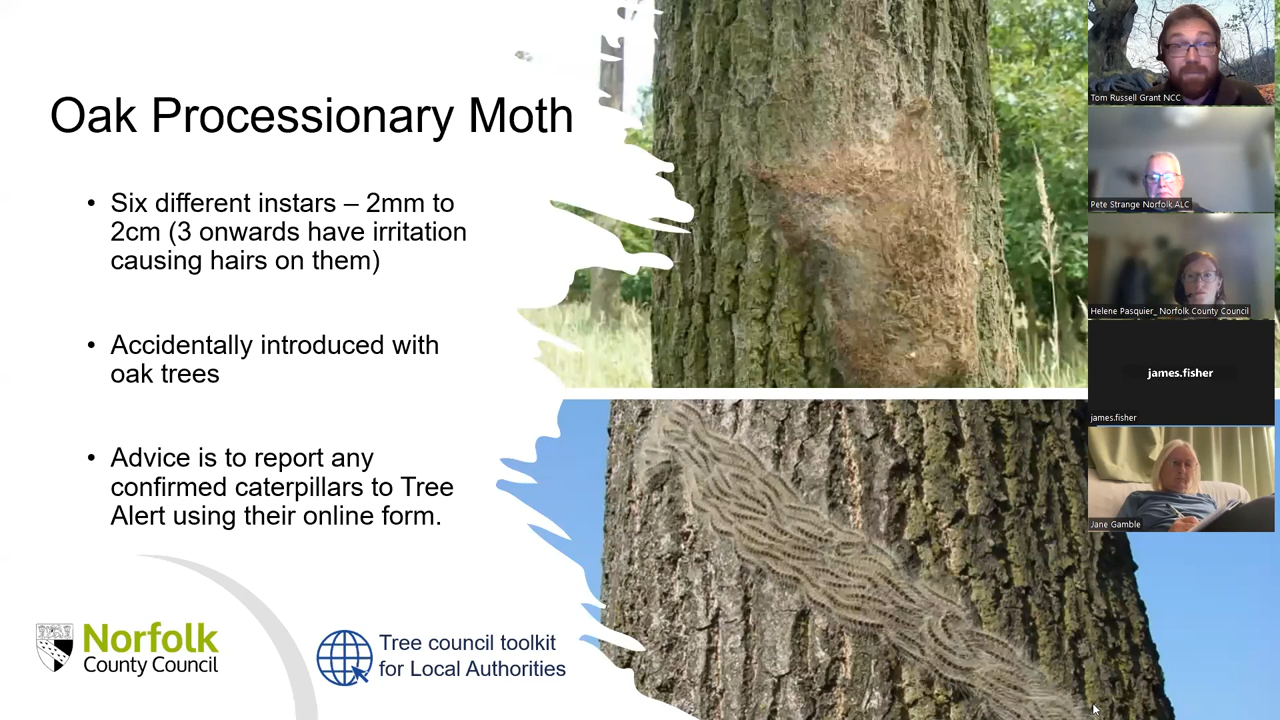 Oak Processionary Moth
• Six different instars – 2mm to
2cm (3 onwards have irritation
causing hairs on them)
• Accidentally introduced with
oak trees
• Advice is to report any
confirmed caterpillars to Tree
Alert using their online form.
Norfolk
County Council
Tree council toolkit
for Local Authorities
Tom Russell Grant NCC
Pete Strange Norfolk ALC
Helene Pasquier_ Norfolk County Council
james.fisher
james.fisher
Jane Gamble